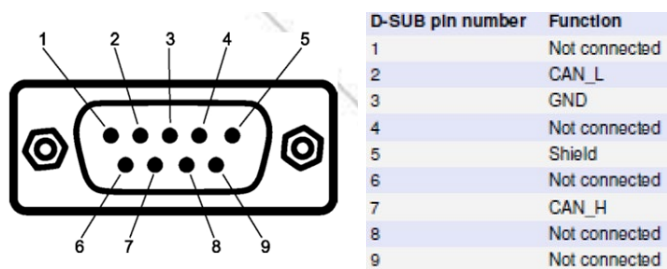 1 2 3 4 5
6 7 8 9
D-SUB pin number Function
1 Not connected
2 CAN_L
3 GND
4 Not connected
5 Shield
6 Not connected
7 CAN_H
8 Not connected
9 Not connected